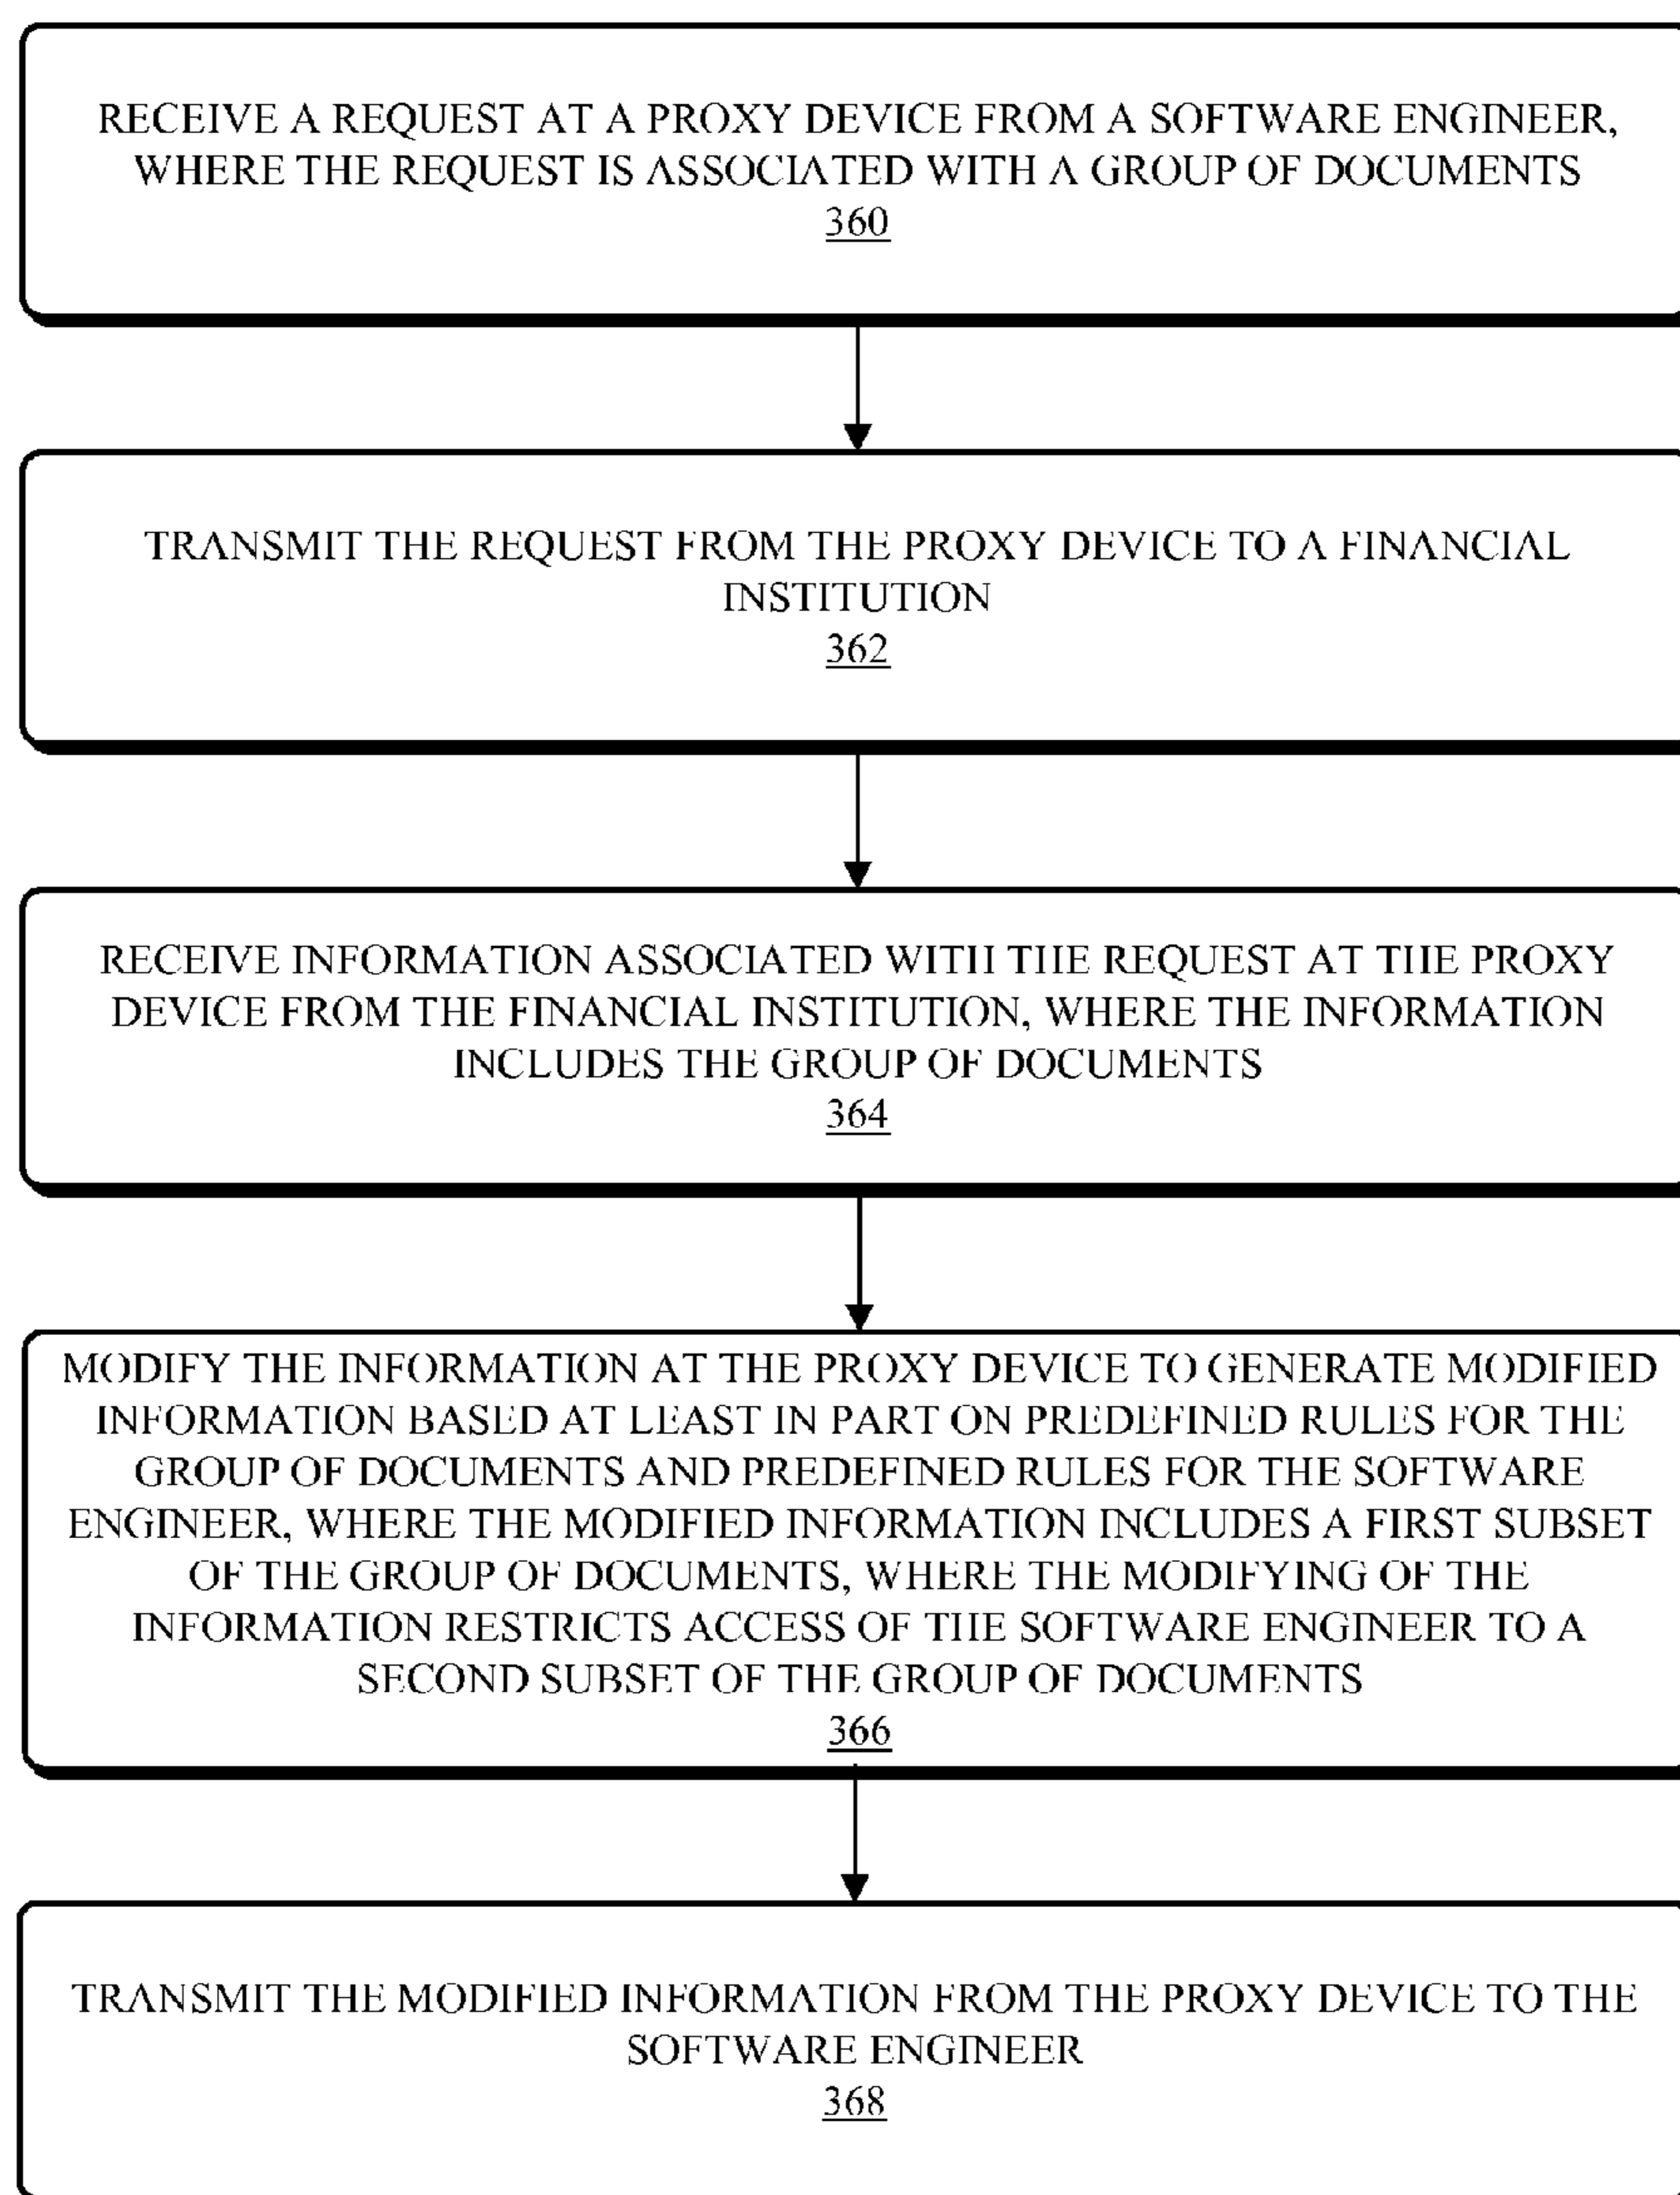 RECEIVE A REQUEST AT A PROXY DEVICE FROM A SOFTWARE ENGINEER,
WHERE THE REQUEST IS ASSOCIATED WITH A GROUP OF DOCUMENTS
360
TRANSMIT THE REQUEST FROM THE PROXY DEVICE TO A FINANCIAL
INSTITUTION
362
RECEIVE INFORMATION ASSOCIATED WITH THE REQUEST AT THE PROXY
DEVICE FROM THE FINANCIAL INSTITUTION, WHERE THE INFORMATION
INCLUDES THE GROUP OF DOCUMENTS
364
MODIFY THE INFORMATION AT THE PROXY DEVICE TO GENERATE MODIFIED
INFORMATION BASED AT LEAST IN PART ON PREDEFINED RULES FOR THE
GROUP OF DOCUMENTS AND PREDEFINED RULES FOR THE SOFTWARE
ENGINEER, WHERE THE MODIFIED INFORMATION INCLUDES A FIRST SUBSET
OF THE GROUP OF DOCUMENTS, WHERE THE MODIFYING OF THE
INFORMATION RESTRICTS ACCESS OF THE SOFTWARE ENGINEER TO A
SECOND SUBSET OF THE GROUP OF DOCUMENTS
366
TRANSMIT THE MODIFIED INFORMATION FROM THE PROXY DEVICE TO THE
SOFTWARE ENGINEER
368